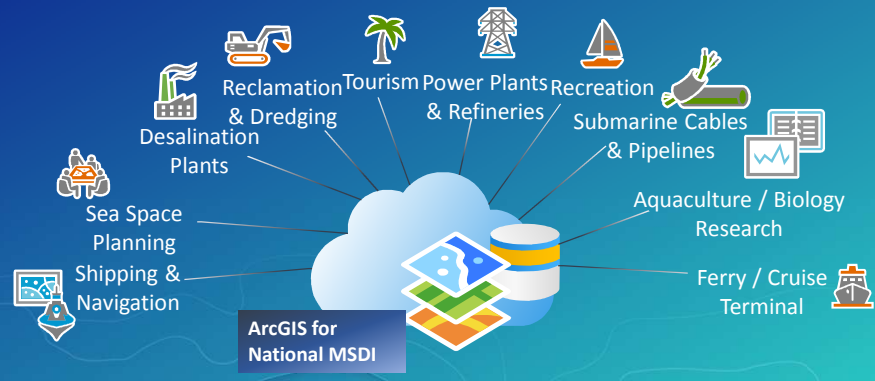 Reclamation
& Dredging
Tourism
Power Plants
& Refineries
Recreation
Desalination
Plants
Submarine Cables
& Pipelines
Sea Space
Planning
Aquaculture / Biology
Research
Shipping &
Navigation
Ferry / Cruise
Terminal
ArcGIS for
National MSDI